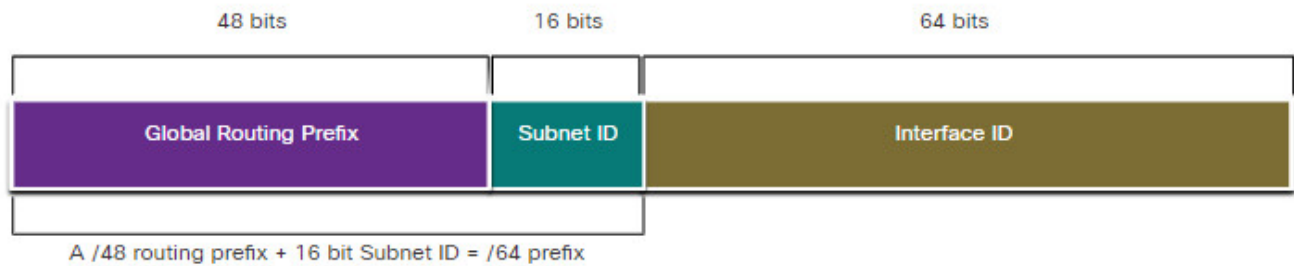 48 bits 16 bits 64 bits
Global Routing Prefix Subnet ID Interface ID
A /48 routing prefix + 16 bit Subnet ID = /64 prefix